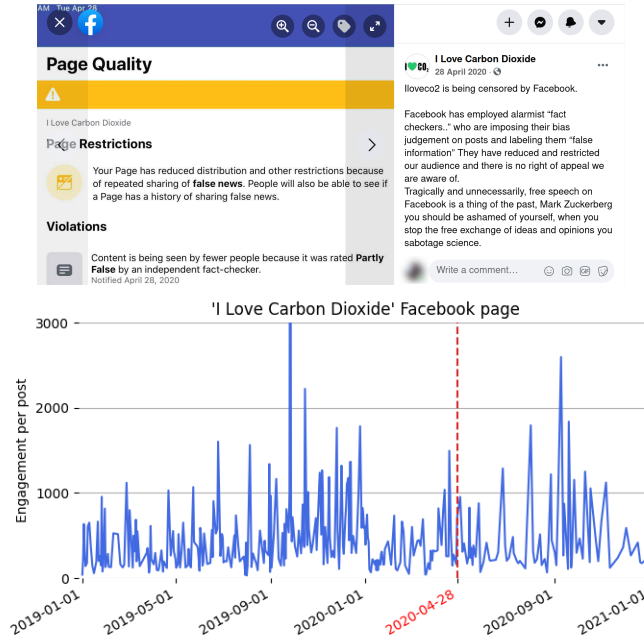 AM Tue Apr 28
Page Quality
I Love Carbon Dioxide
Page Restrictions
Your Page has reduced distribution and other restrictions because
of repeated sharing of false news. People will also be able to see if
a Page has a history of sharing false news.
Violations
Content is being seen by fewer people because it was rated Partly
False by an independent fact-checker.
Notified April 28, 2020
I CO₂
I Love Carbon Dioxide
28 April 2020 ·
Iloveco2 is being censored by Facebook.
Facebook has employed alarmist “fact
checkers..” who are imposing their bias
judgement on posts and labeling them “false
information” They have reduced and restricted
our audience and there is no right of appeal we
are aware of.
Tragically and unnecessarily, free speech on
Facebook is a thing of the past, Mark Zuckerberg
you should be ashamed of yourself, when you
stop the free exchange of ideas and opinions you
sabotage science.
Write a comment...
GIF
'I Love Carbon Dioxide' Facebook page
Engagement per post
3000
2000
1000
0
2019-01-01
2019-05-01
2019-09-01
2020-01-01
2020-04-28
2020-09-01
2021-01-01